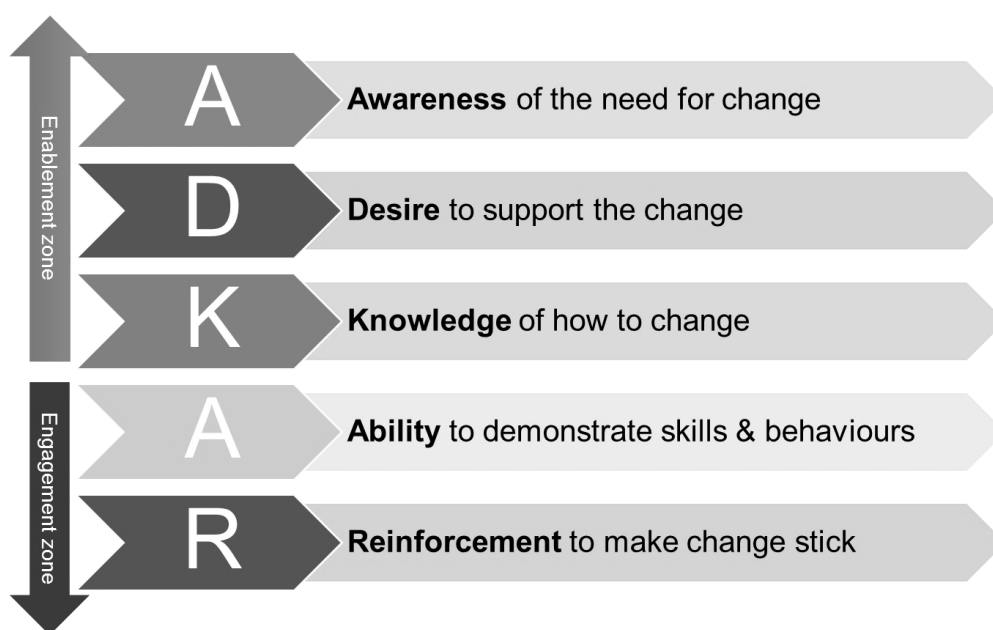 Enablement zone
A
Awareness of the need for change
D
Desire to support the change
K
Knowledge of how to change
Engagement zone
A
Ability to demonstrate skills & behaviours
R
Reinforcement to make change stick